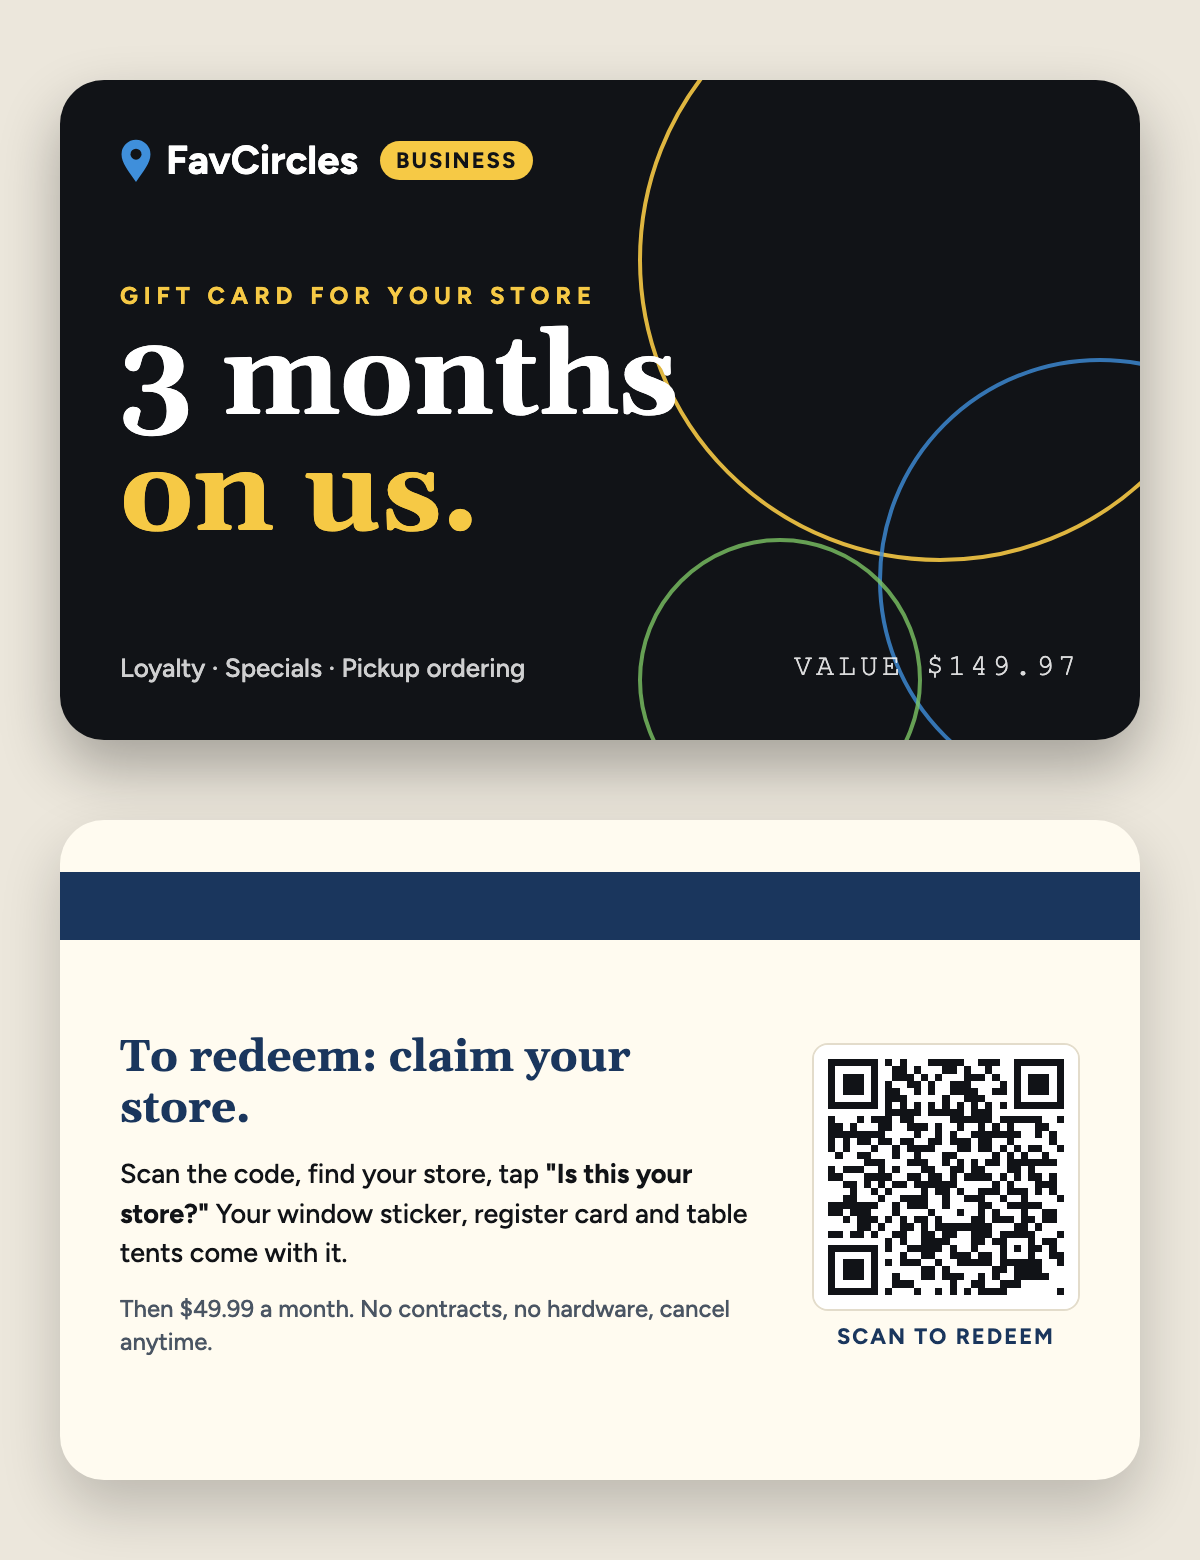 FavCircles BUSINESS
GIFT CARD FOR YOUR STORE
3 months
on us.
Loyalty · Specials · Pickup ordering
VALUE $149.97
To redeem: claim your
store.
Scan the code, find your store, tap "Is this your
store?" Your window sticker, register card and table
tents come with it.
Then $49.99 a month. No contracts, no hardware, cancel
anytime.
SCAN TO REDEEM